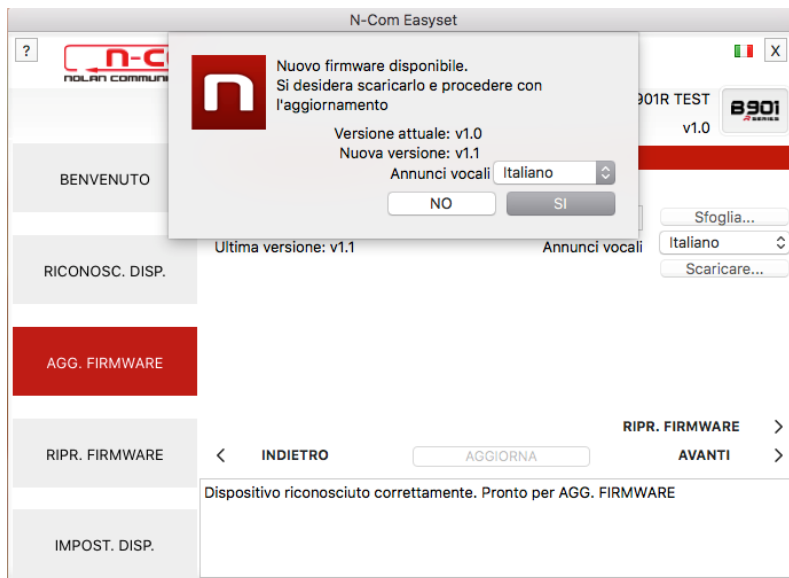 N-Com Easyset
?
n-C
NOLAN COMMUNI
X
Nuovo firmware disponibile.
Si desidera scaricarlo e procedere con
l'aggiornamento
Versione attuale: v1.0
Nuova versione: v1.1
Annunci vocali Italiano
NO SI
901R TEST
v1.0
B901
R SERIES
BENVENUTO
Sfoglia...
Ultima versione: v1.1 Annunci vocali Italiano
Scaricare...
RICONOSC. DISP.
AGG. FIRMWARE
RIPR. FIRMWARE >
RIPR. FIRMWARE
< INDIETRO AGGIORNA AVANTI >
Dispositivo riconosciuto correttamente. Pronto per AGG. FIRMWARE
IMPOST. DISP.